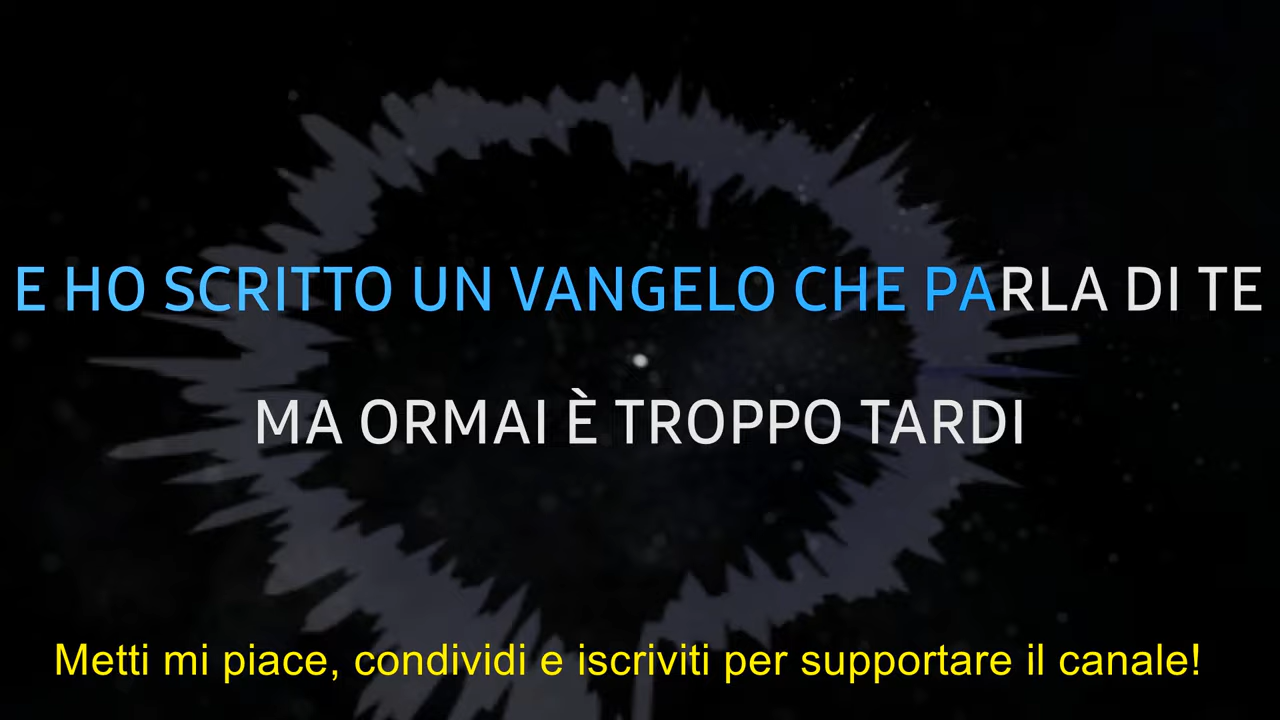 E HO SCRITTO UN VANGELO CHE PARLA DI TE
MA ORMAI È TROPPO TARDI
Metti mi piace, condividi e iscriviti per supportare il canale!